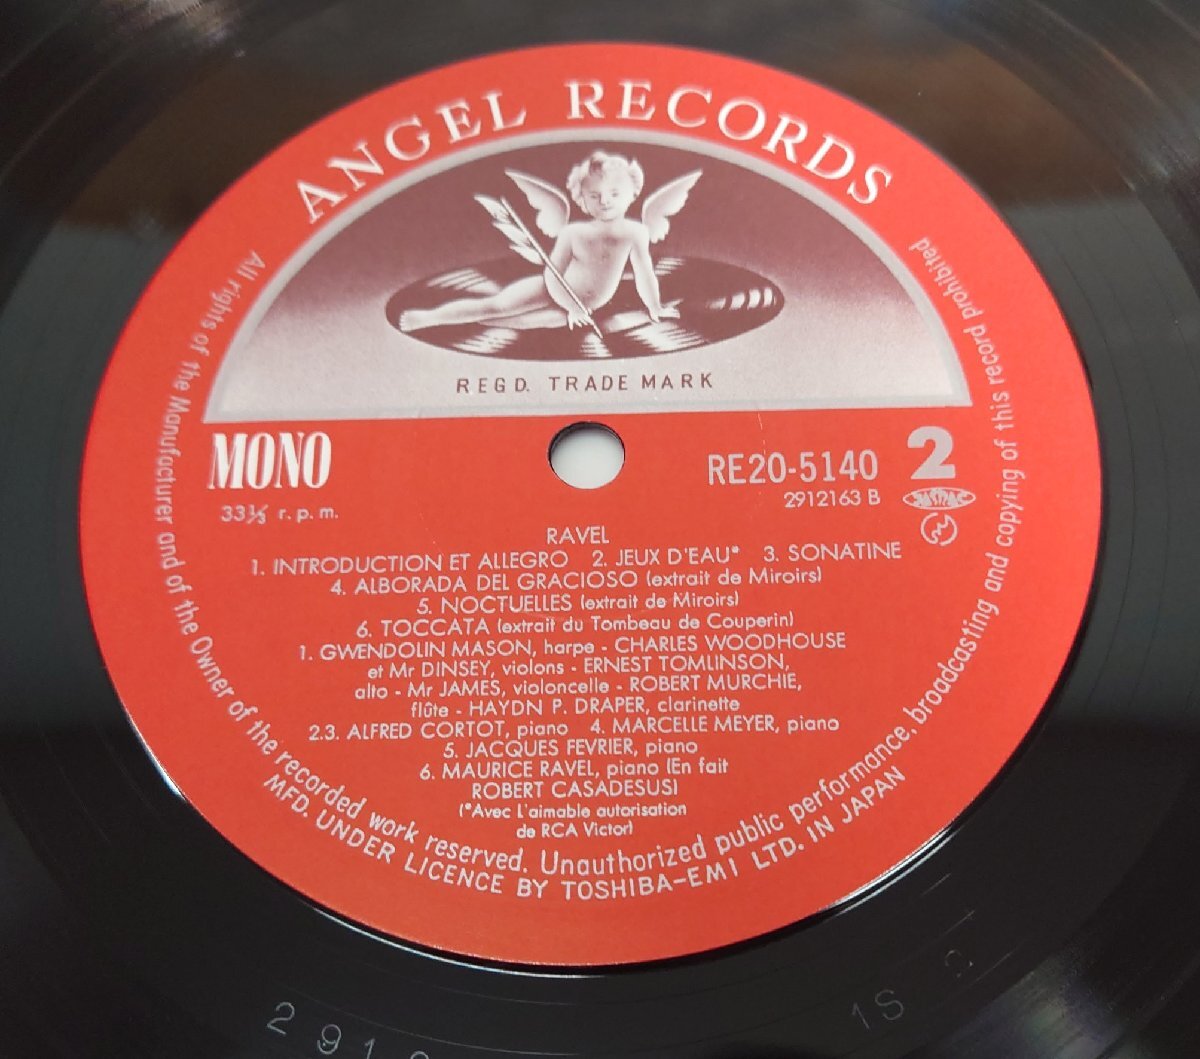 ANGEL RECORDS
REGD. TRADE MARK
MONO
33⅓ r.p.m.
RE20-5140 2
2912163 B
RAVEL
1. INTRODUCTION ET ALLEGRO 2. JEUX D'EAU* 3. SONATINE
4. ALBORADA DEL GRACIOSO (extrait de Miroirs)
5. NOCTUELLES (extrait de Miroirs)
6. TOCCATA (extrait du Tombeau de Couperin)
1. GWENDOLIN MASON, harpe - CHARLES WOODHOUSE
et Mr DINSEY, violons - ERNEST TOMLINSON,
alto - Mr JAMES, violoncelle - ROBERT MURCHIE,
flûte - HAYDN P. DRAPER, clarinette
2.3. ALFRED CORTOT, piano 4. MARCELLE MEYER, piano
5. JACQUES FEVRIER, piano
6. MAURICE RAVEL, piano (En fait
ROBERT CASADESUS)
(*Avec L'aimable autorisation
de RCA Victor)
All rights of the Manufacturer and of the Owner of the recorded work reserved. Unauthorized public performance, broadcasting and copying of this record prohibited
MFD. UNDER LICENCE BY TOSHIBA-EMI LTD. IN JAPAN
291
1S 2